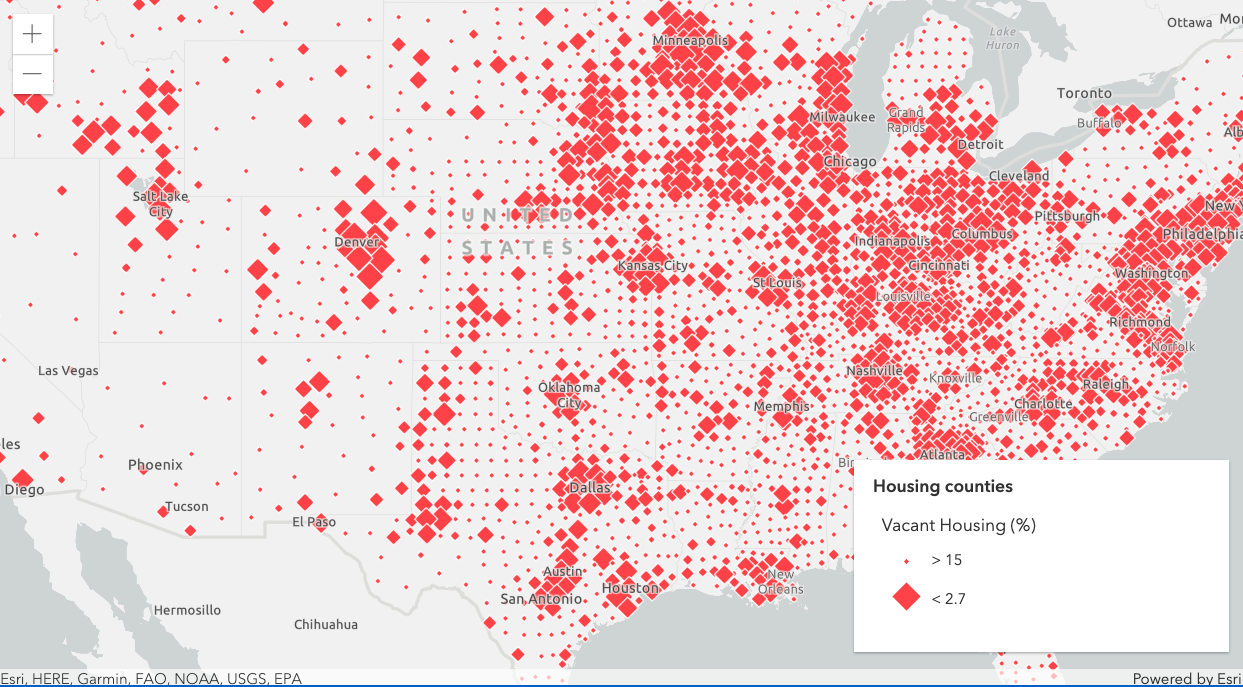 +
−
Ottawa
Lake
Huron
Minneapolis
Toronto
Milwaukee
Grand
Rapids
Buffalo
Detroit
Chicago
Cleveland
Salt Lake
City
UNITED
STATES
Pittsburgh
New Y
Denver
Indianapolis
Columbus
Philadelphia
Kansas City
Cincinnati
Washington
St Louis
Louisville
Richmond
Norfolk
Las Vegas
Nashville
Knoxville
Oklahoma
City
Memphis
Raleigh
Charlotte
Greenville
les
Atlanta
Phoenix
Bir
Diego
Dallas
Tucson
El Paso
Housing counties
Vacant Housing (%)
> 15
< 2.7
Austin
San Antonio
Houston
New
Orleans
Hermosillo
Chihuahua
Esri, HERE, Garmin, FAO, NOAA, USGS, EPA
Powered by Esri